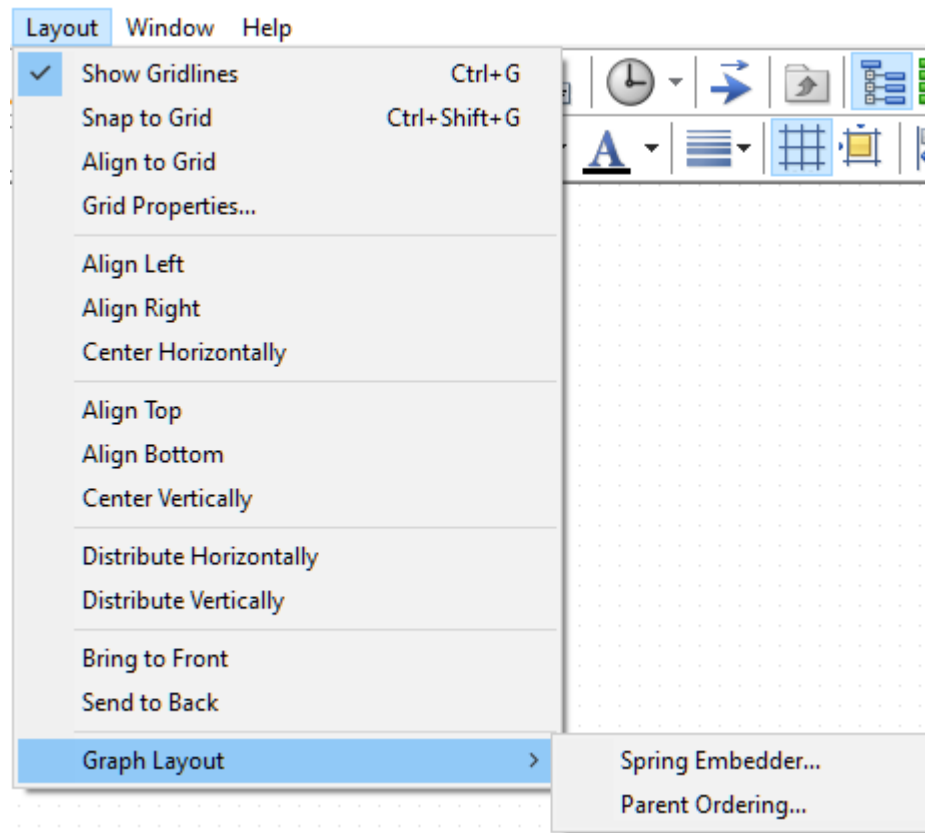 Layout Window Help
Show Gridlines Ctrl+G
Snap to Grid Ctrl+Shift+G
Align to Grid
Grid Properties...
Align Left
Align Right
Center Horizontally
Align Top
Align Bottom
Center Vertically
Distribute Horizontally
Distribute Vertically
Bring to Front
Send to Back
Graph Layout
Spring Embedder...
Parent Ordering...
A